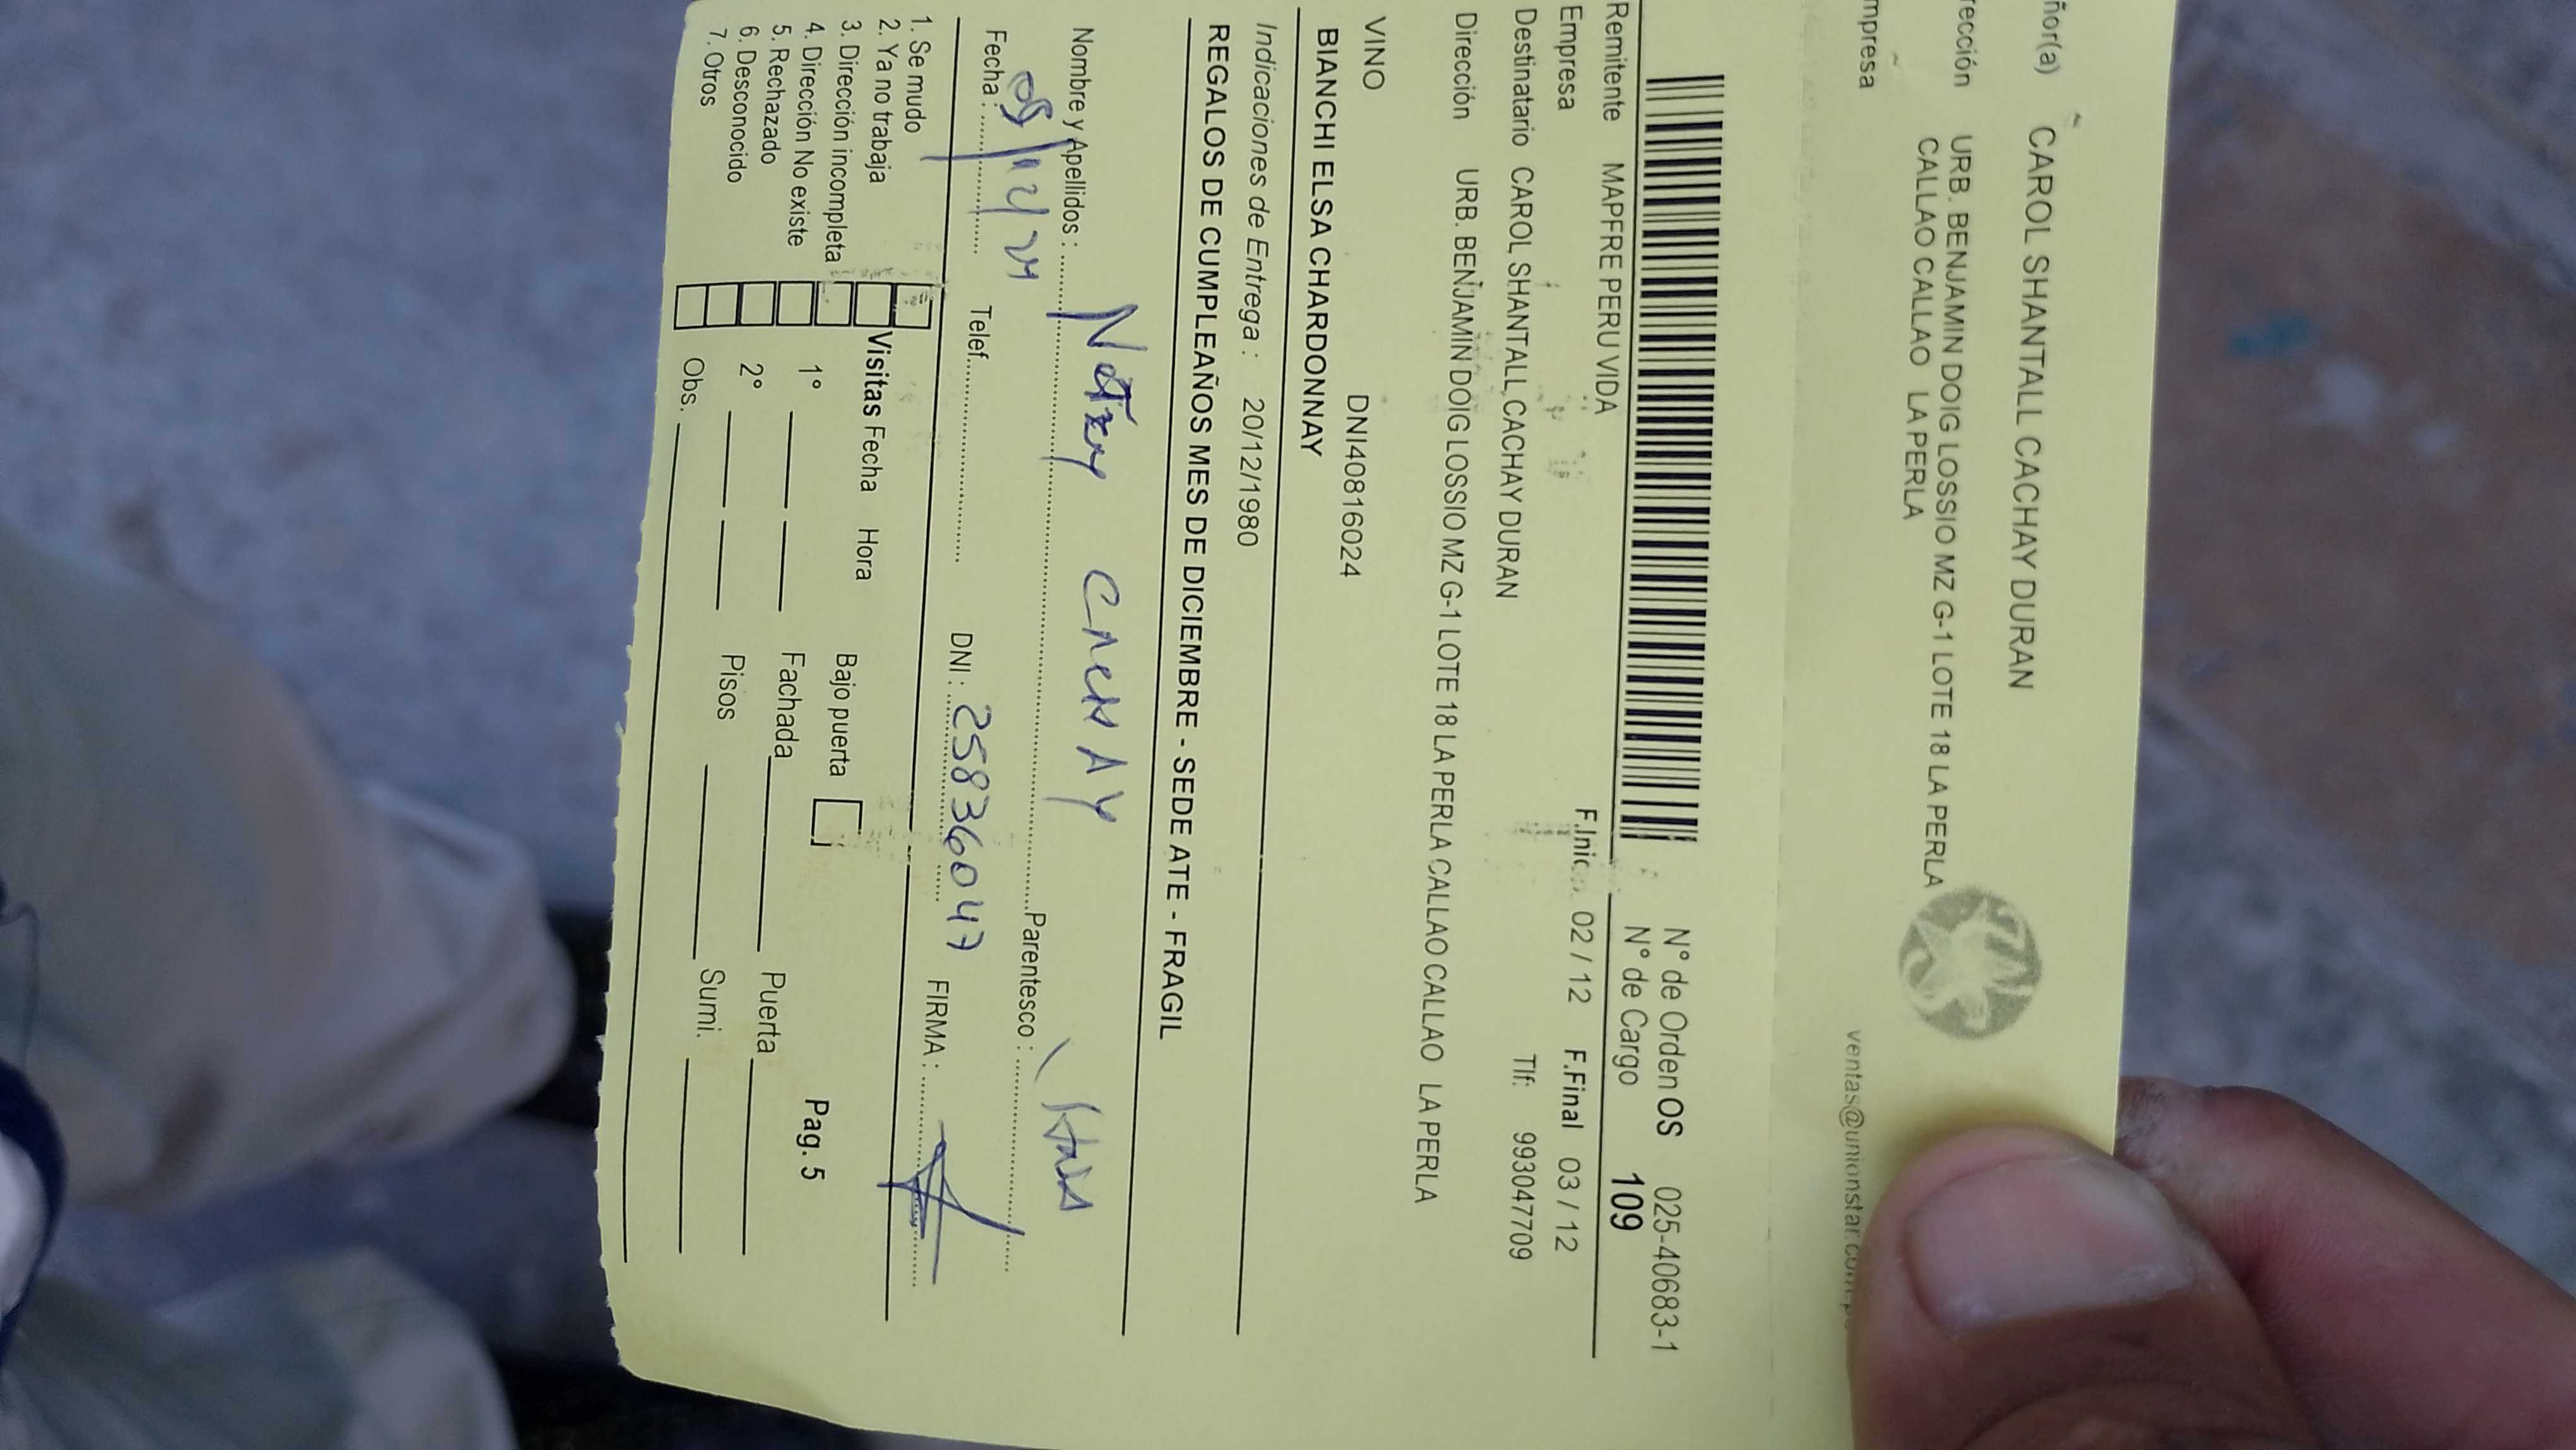 ñor(a) CAROL SHANTALL CACHAY DURAN
rección URB. BENJAMIN DOIG LOSSIO MZ G-1 LOTE 18 LA PERLA
CALLAO CALLAO LA PERLA
mpresa
ventas@unionstar.com.pe
N° de Orden OS 025-40683-1
N° de Cargo 109
Remitente MAPFRE PERU VIDA
Empresa F.Inic. 02 / 12 F.Final 03 / 12
Destinatario CAROL SHANTALL CACHAY DURAN Tlf: 993047709
Dirección URB. BENJAMIN DOIG LOSSIO MZ G-1 LOTE 18 LA PERLA CALLAO CALLAO CALLAO LA PERLA
VINO DNI40816024
BIANCHI ELSA CHARDONNAY
Indicaciones de Entrega : 20/12/1980
REGALOS DE CUMPLEAÑOS MES DE DICIEMBRE - SEDE ATE - FRAGIL
Nombre y Apellidos : CACHAY Parentesco :
Fecha : Telef. DNI : 25836047 FIRMA :
1. Se mudo
2. Ya no trabaja
3. Dirección incompleta
4. Dirección No existe
5. Rechazado
6. Desconocido
7. Otros
Visitas Fecha Hora Bajo puerta
1° Fachada Puerta Pag. 5
2° Pisos Sumi.
Obs.